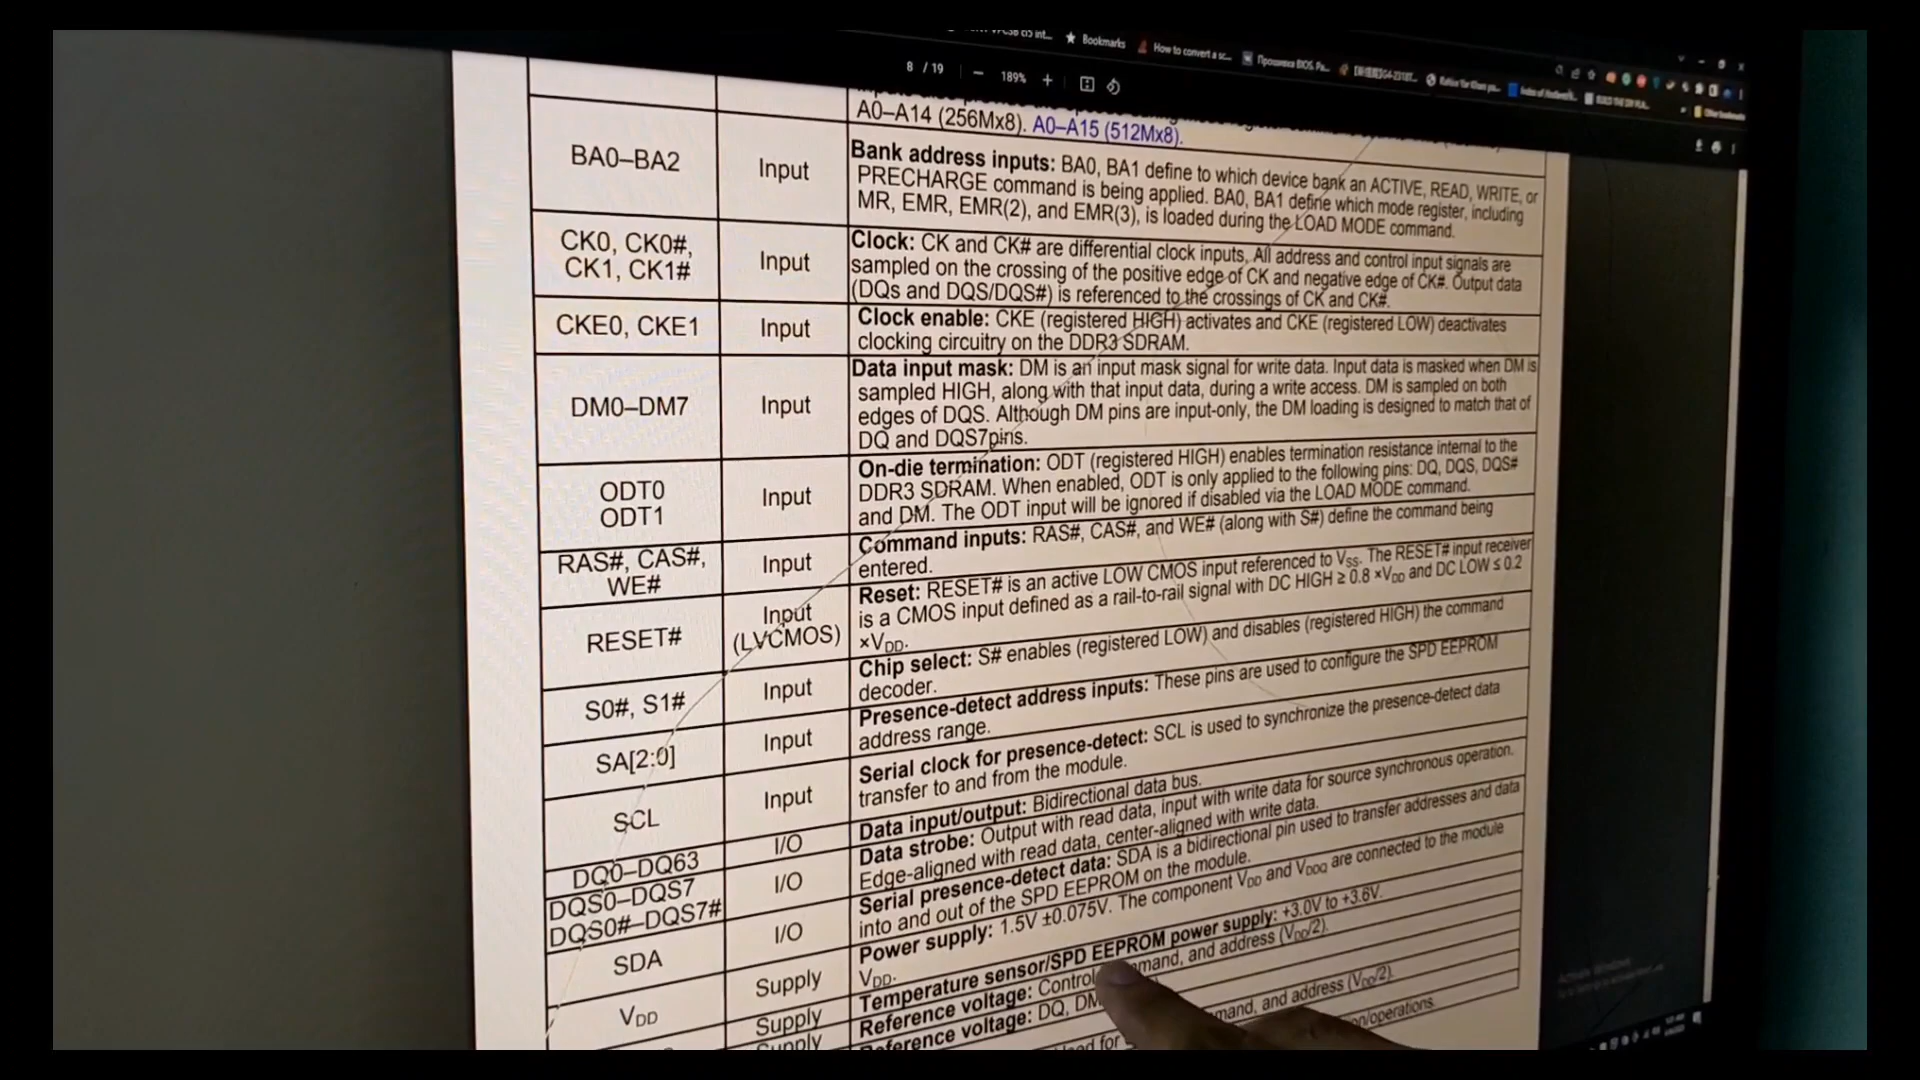 Bookmarks
How to convert a sc...
Прошивка BIOS. Ра...
8 / 19
189%
A0–A14 (256Mx8). A0–A15 (512Mx8).
BA0–BA2
Input
Bank address inputs: BA0, BA1 define to which device bank an ACTIVE, READ, WRITE, or
PRECHARGE command is being applied. BA0, BA1 define which mode register, including
MR, EMR, EMR(2), and EMR(3), is loaded during the LOAD MODE command.
CK0, CK0#,
CK1, CK1#
Input
Clock: CK and CK# are differential clock inputs, All address and control input signals are
sampled on the crossing of the positive edge of CK and negative edge of CK#. Output data
(DQs and DQS/DQS#) is referenced to the crossings of CK and CK#.
CKE0, CKE1
Input
Clock enable: CKE (registered HIGH) activates and CKE (registered LOW) deactivates
clocking circuitry on the DDR3 SDRAM.
DM0–DM7
Input
Data input mask: DM is an input mask signal for write data. Input data is masked when DM is
sampled HIGH, along with that input data, during a write access. DM is sampled on both
edges of DQS. Although DM pins are input-only, the DM loading is designed to match that of
DQ and DQS7pins.
ODT0
ODT1
Input
On-die termination: ODT (registered HIGH) enables termination resistance internal to the
DDR3 SDRAM. When enabled, ODT is only applied to the following pins: DQ, DQS, DQS#
and DM. The ODT input will be ignored if disabled via the LOAD MODE command.
RAS#, CAS#,
WE#
Input
Command inputs: RAS#, CAS#, and WE# (along with S#) define the command being
entered.
RESET#
Input
(LVCMOS)
Reset: RESET# is an active LOW CMOS input referenced to VSS. The RESET# input receiver
is a CMOS input defined as a rail-to-rail signal with DC HIGH ≥ 0.8 ×VDD and DC LOW ≤ 0.2
×VDD.
S0#, S1#
Input
Chip select: S# enables (registered LOW) and disables (registered HIGH) the command
decoder.
SA[2:0]
Input
Presence-detect address inputs: These pins are used to configure the SPD EEPROM
address range.
SCL
Input
Serial clock for presence-detect: SCL is used to synchronize the presence-detect data
transfer to and from the module.
DQ0–DQ63
I/O
Data input/output: Bidirectional data bus.
DQS0–DQS7
DQS0#–DQS7#
I/O
Data strobe: Output with read data, input with write data for source synchronous operation.
Edge-aligned with read data, center-aligned with write data.
SDA
I/O
Serial presence-detect data: SDA is a bidirectional pin used to transfer addresses and data
into and out of the SPD EEPROM on the module.
VDD
Supply
Power supply: 1.5V ±0.075V. The component VDD and VDDQ are connected to the module
VDD.
Supply
Temperature sensor/SPD EEPROM power supply: +3.0V to +3.6V.
Supply
Reference voltage: Control, command, and address (VDD/2).
Reference voltage: DQ, DM
command, and address (VDD/2).